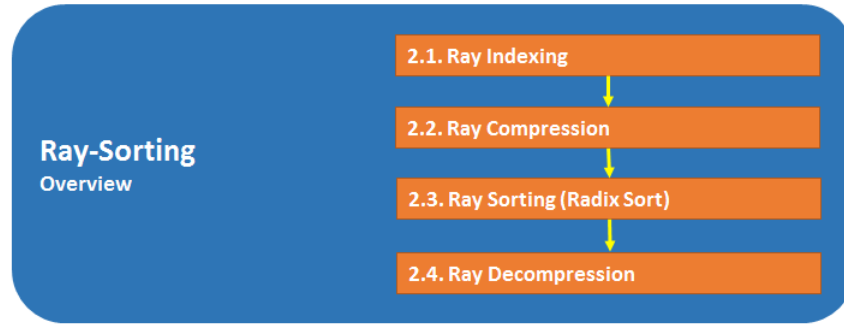 Ray-Sorting
Overview
2.1. Ray Indexing
2.2. Ray Compression
2.3. Ray Sorting (Radix Sort)
2.4. Ray Decompression